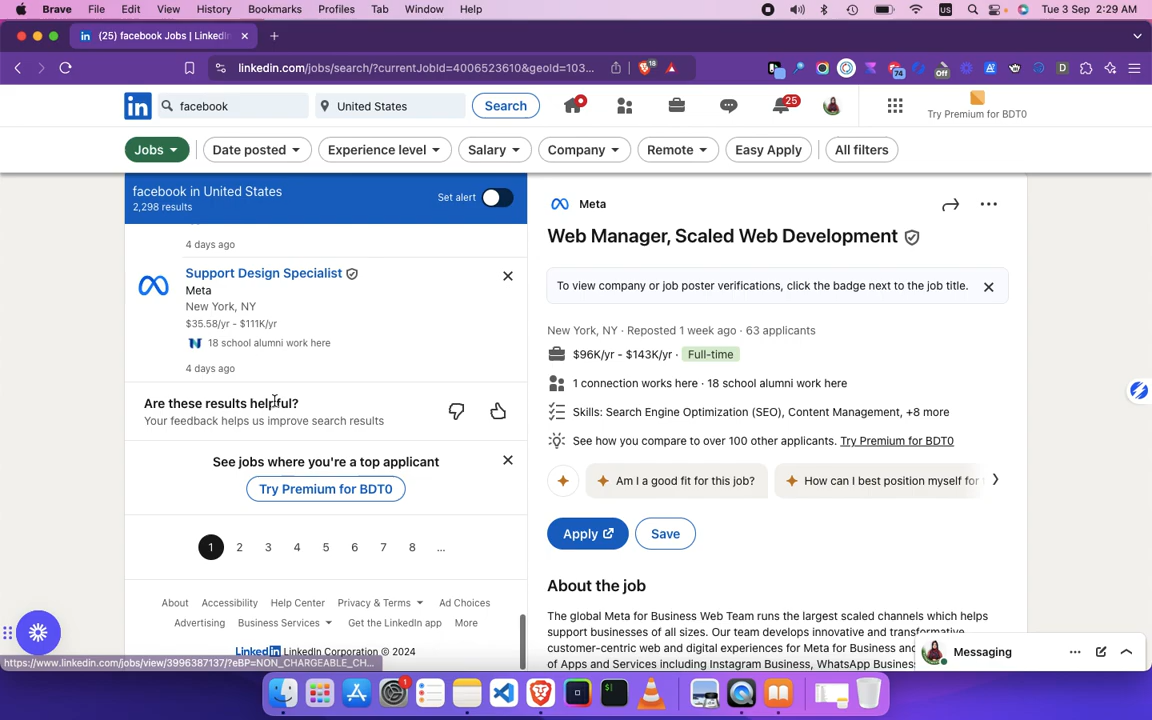 Brave File Edit View History Bookmarks Profiles Tab Window Help US Tue 3 Sep 2:29 AM
in (25) facebook Jobs | LinkedIn
linkedin.com/jobs/search/?currentJobId=4006523610&geoId=103... 18 74 Off D
in facebook United States Search 25
Try Premium for BDT0
Jobs Date posted Experience level Salary Company Remote Easy Apply All filters
facebook in United States
2,298 results
Set alert
4 days ago
Support Design Specialist
Meta
New York, NY
$35.58/yr - $111K/yr
18 school alumni work here
4 days ago
Are these results helpful?
Your feedback helps us improve search results
See jobs where you're a top applicant
Try Premium for BDT0
1 2 3 4 5 6 7 8 ...
About Accessibility Help Center Privacy & Terms Ad Choices
Advertising Business Services Get the LinkedIn app More
LinkedIn LinkedIn Corporation © 2024
https://www.linkedin.com/jobs/view/3996387137/?eBP=NON_CHARGEABLE_CH...
Meta
Web Manager, Scaled Web Development
To view company or job poster verifications, click the badge next to the job title.
New York, NY · Reposted 1 week ago · 63 applicants
$96K/yr - $143K/yr · Full-time
1 connection works here · 18 school alumni work here
Skills: Search Engine Optimization (SEO), Content Management, +8 more
See how you compare to over 100 other applicants. Try Premium for BDT0
Am I a good fit for this job? How can I best position myself for
Apply Save
About the job
The global Meta for Business Web Team runs the largest scaled channels which helps
support businesses of all sizes. Our team develops innovative and transformative,
customer-centric web and digital experiences for Meta for Business and
of Apps and Services including Instagram Business, WhatsApp Business
Messaging
1